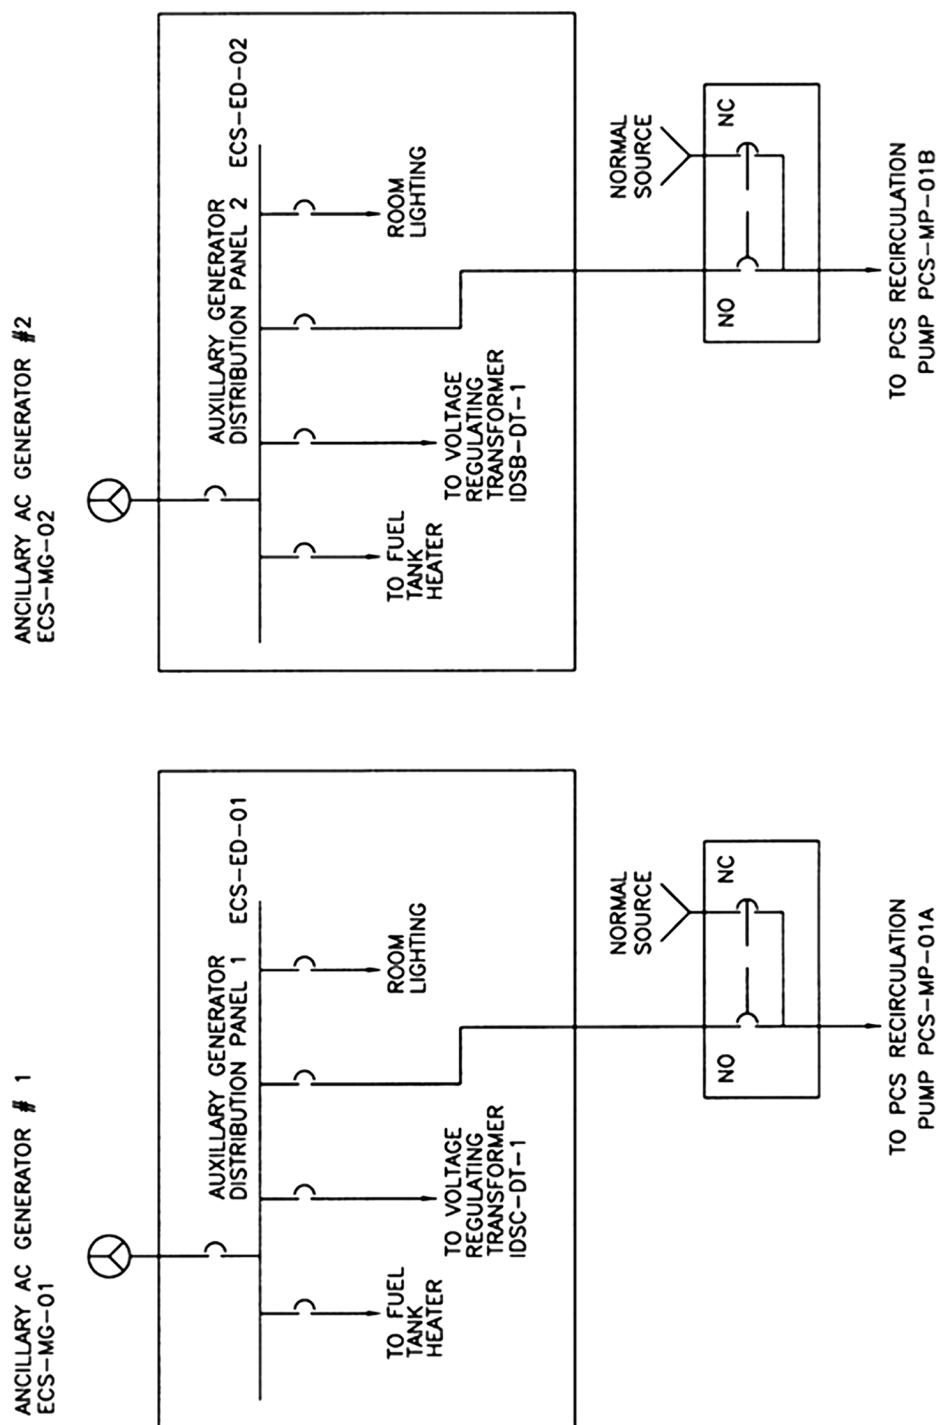 ANCILLARY AC GENERATOR # 1
ECS-MG-01
AUXILLARY GENERATOR
DISTRIBUTION PANEL 1 ECS-ED-01
TO FUEL
TANK
HEATER
TO VOLTAGE
REGULATING
TRANSFORMER
IDSC-DT-1
ROOM
LIGHTING
NORMAL
SOURCE
NO
NC
TO PCS RECIRCULATION
PUMP PCS-MP-01A
ANCILLARY AC GENERATOR #2
ECS-MG-02
AUXILLARY GENERATOR
DISTRIBUTION PANEL 2 ECS-ED-02
TO FUEL
TANK
HEATER
TO VOLTAGE
REGULATING
TRANSFORMER
IDSB-DT-1
ROOM
LIGHTING
NORMAL
SOURCE
NO
NC
TO PCS RECIRCULATION
PUMP PCS-MP-01B